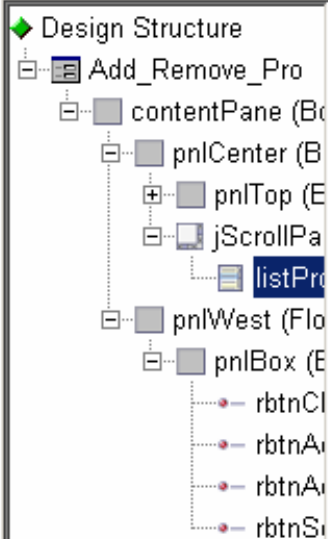 Design Structure
Add_Remove_Pro
contentPane (Bo
pnlCenter (B
pnlTop (E
jScrollPa
listPro
pnlWest (Flo
pnlBox (E
rbtnCl
rbtnA
rbtnA
rbtnS